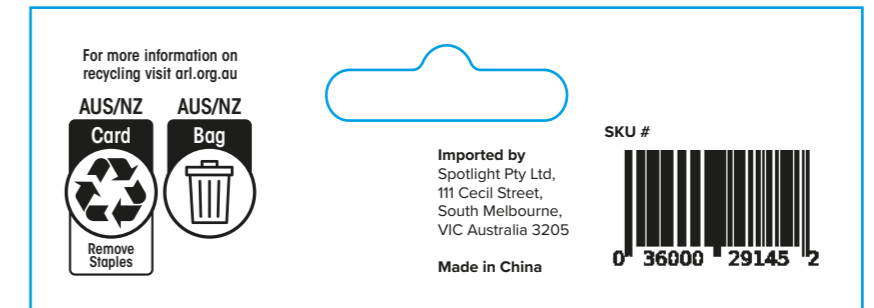 For more information on
recycling visit arl.org.au
AUS/NZ
Card
Remove
Staples
AUS/NZ
Bag
Imported by
Spotlight Pty Ltd,
111 Cecil Street,
South Melbourne,
VIC Australia 3205
Made in China
SKU #
0 36000 29145 2